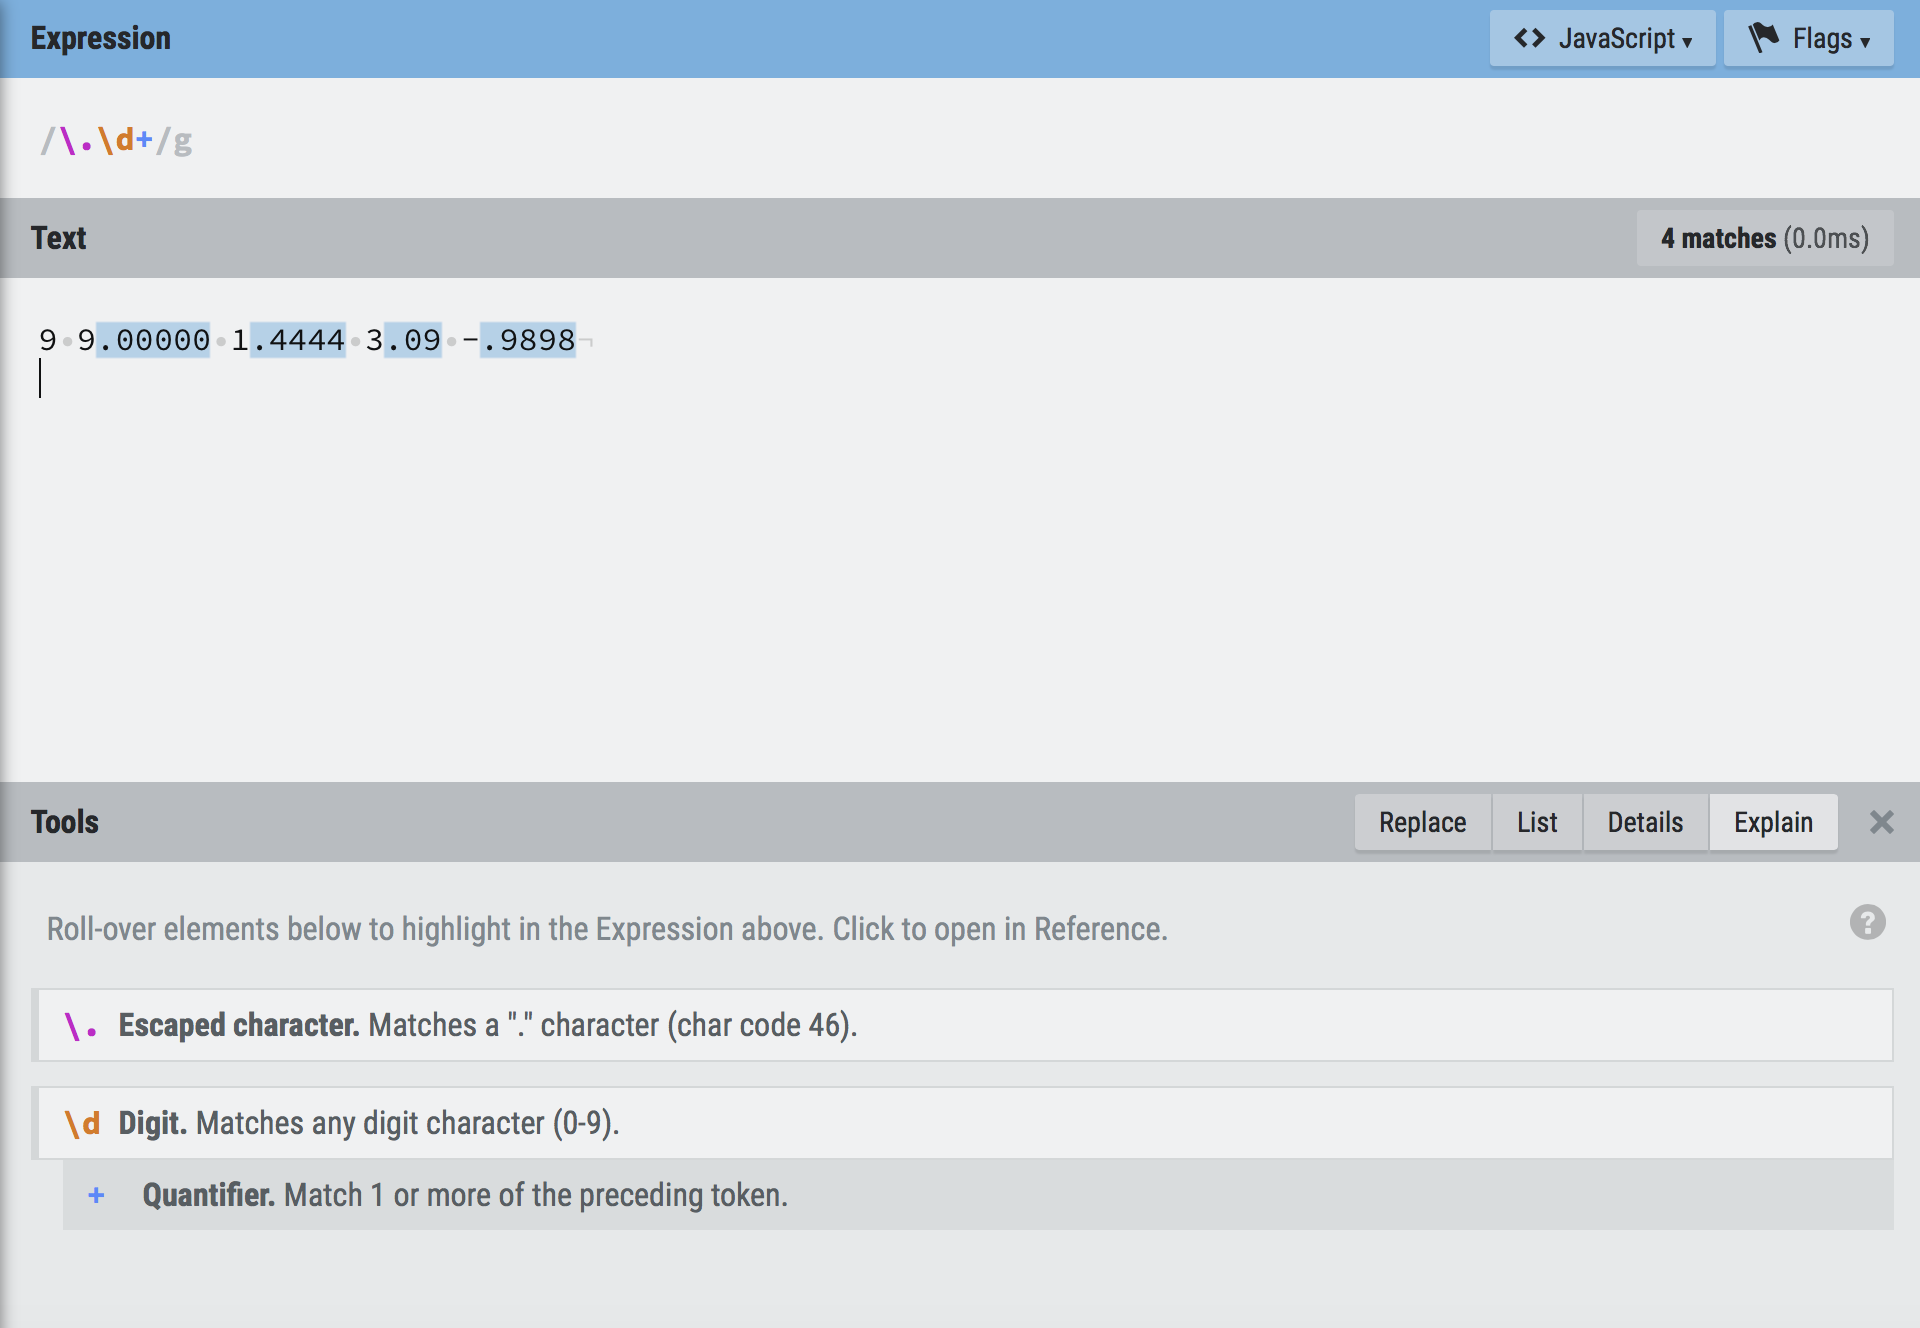 Expression
<> JavaScript ▾ Flags ▾
/\.\d+/g
Text
4 matches (0.0ms)
9•9.00000•1.4444•3.09•-.9898¬
Tools
Replace List Details Explain ×
Roll-over elements below to highlight in the Expression above. Click to open in Reference.
?
\. Escaped character. Matches a "." character (char code 46).
\d Digit. Matches any digit character (0-9).
+ Quantifier. Match 1 or more of the preceding token.